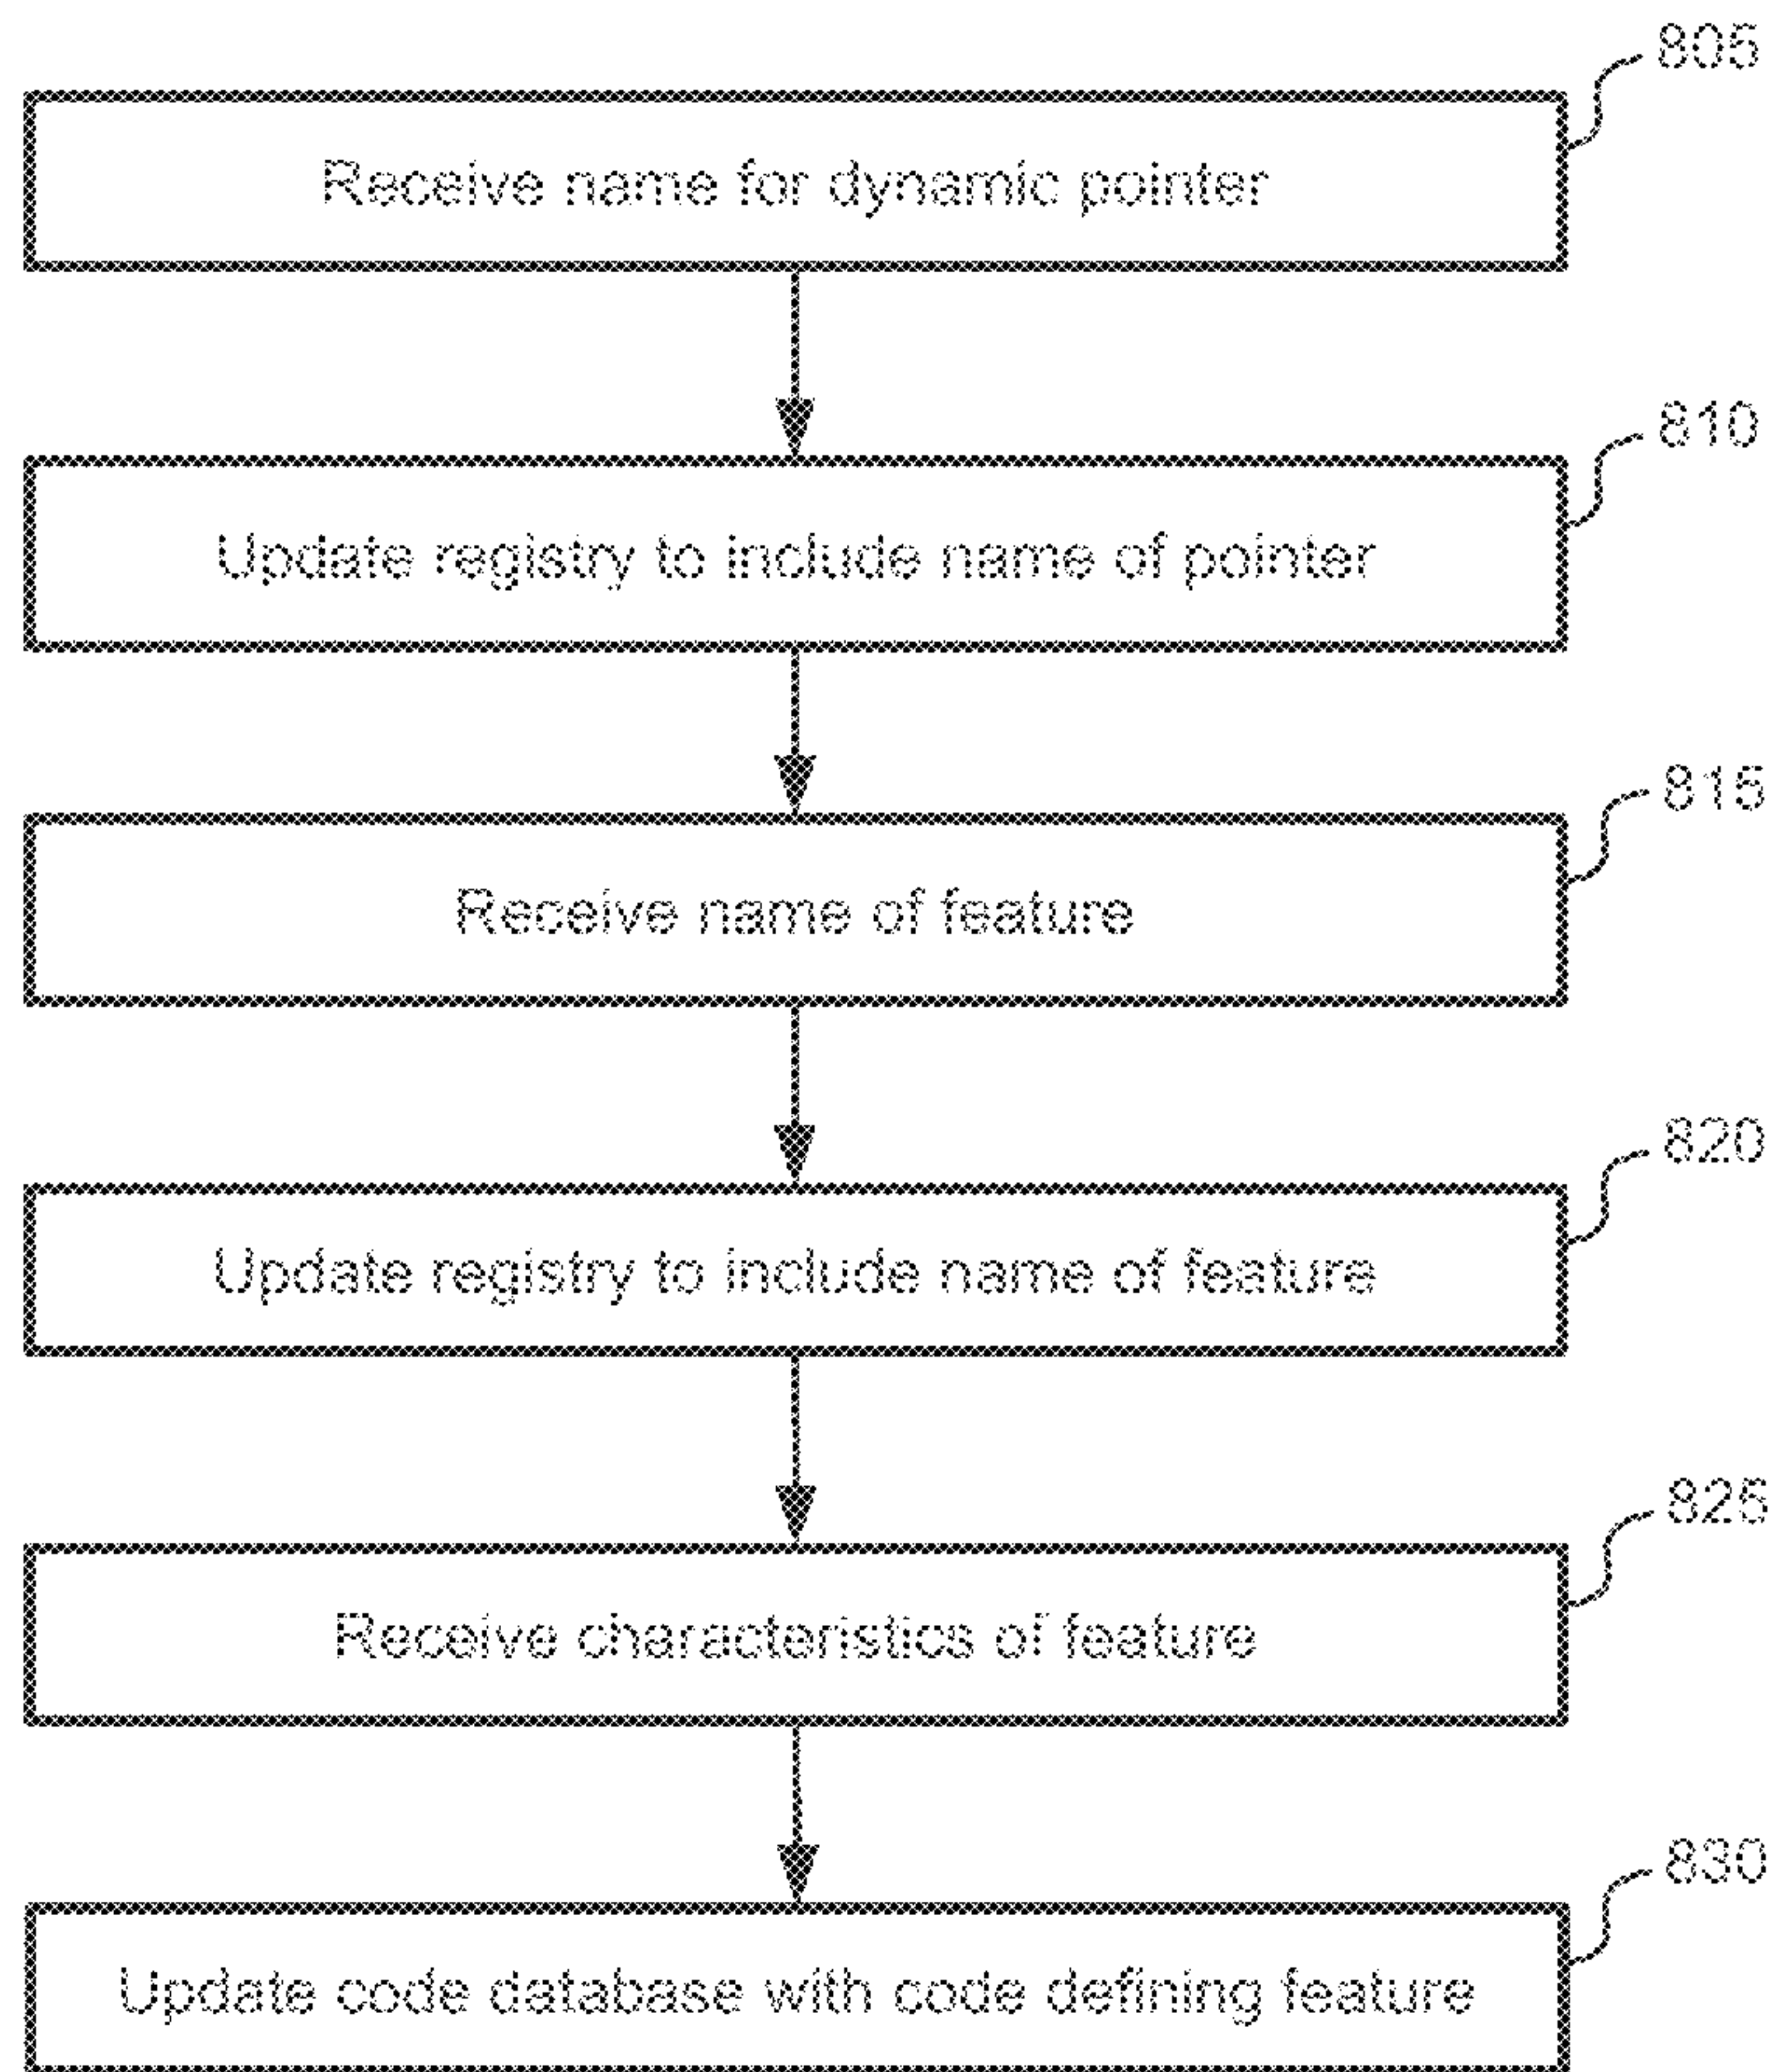 805
Receive name for dynamic pointer
810
Update registry to include name of pointer
815
Receive name of feature
820
Update registry to include name of feature
825
Receive characteristics of feature
830
Update code database with code defining feature